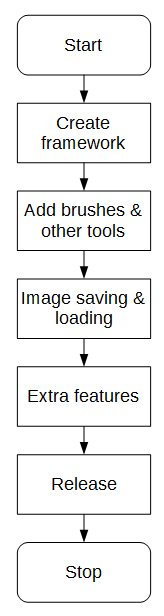 Start
Create
framework
Add brushes &
other tools
Image saving &
loading
Extra features
Release
Stop